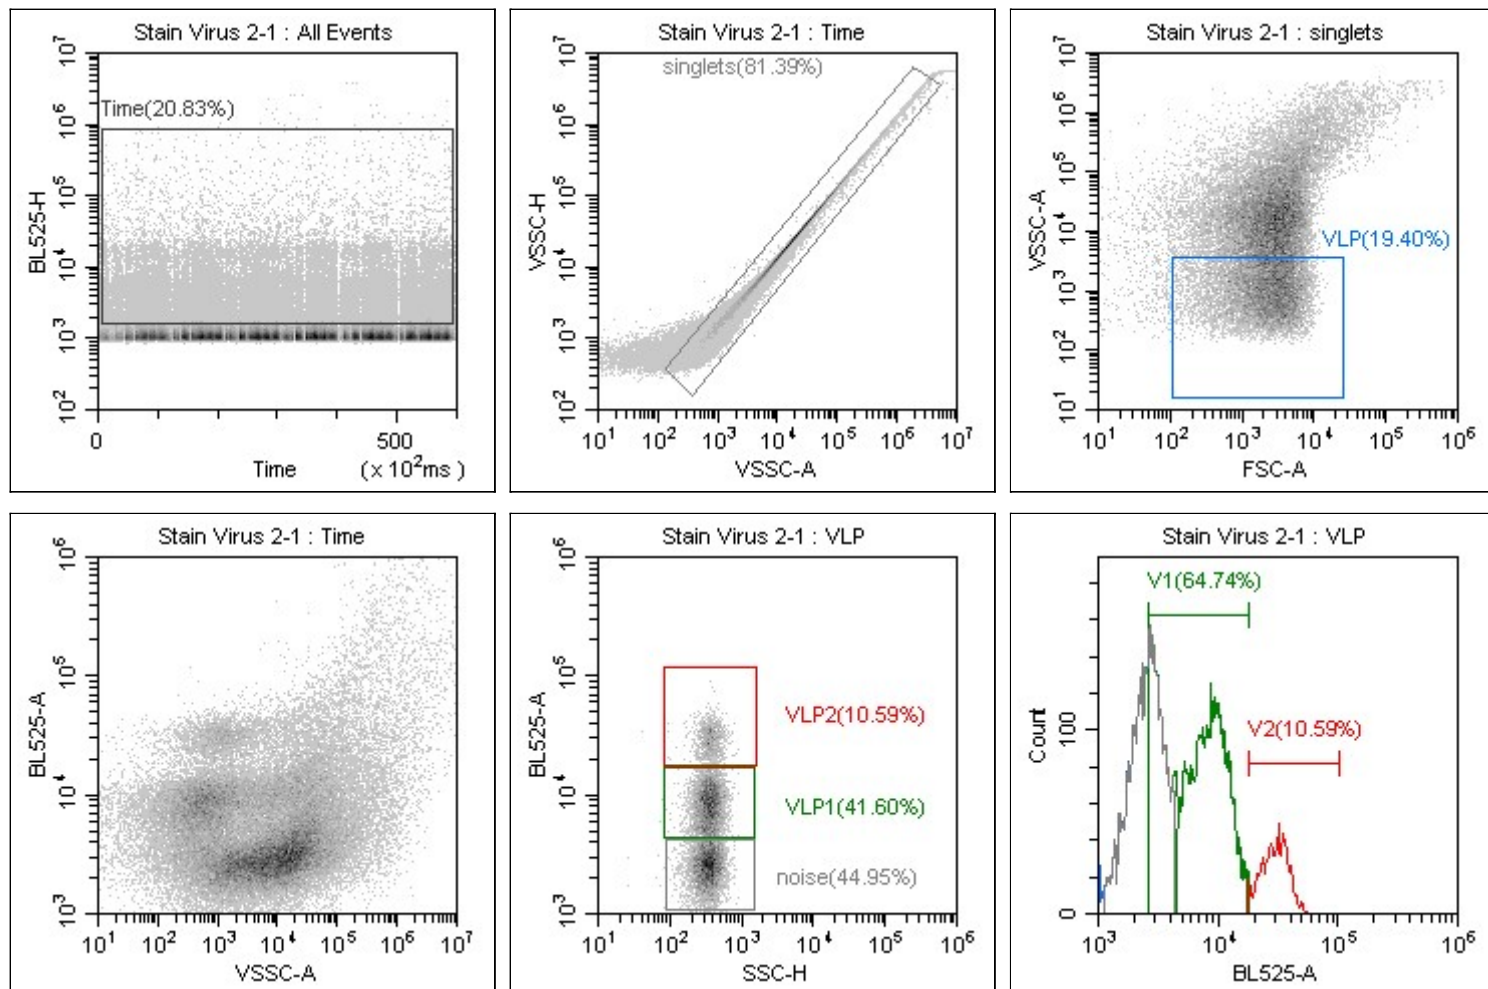 Stain Virus 2-1 : All Events
10^7
10^6
10^5
10^4
10^3
10^2
BL525-H
Time(20.83%)
0
500
Time
(x 10^2ms )
Stain Virus 2-1 : Time
singlets(81.39%)
10^7
10^6
10^5
10^4
10^3
10^2
VSSC-H
10^1 10^2 10^3 10^4 10^5 10^6 10^7
VSSC-A
Stain Virus 2-1 : singlets
10^7
10^6
10^5
10^4
10^3
10^2
10^1
VSSC-A
VLP(19.40%)
10^1 10^2 10^3 10^4 10^5 10^6
FSC-A
Stain Virus 2-1 : Time
10^6
10^5
10^4
10^3
BL525-A
10^1 10^2 10^3 10^4 10^5 10^6 10^7
VSSC-A
Stain Virus 2-1 : VLP
10^6
10^5
10^4
10^3
BL525-A
VLP2(10.59%)
VLP1(41.60%)
noise(44.95%)
10^1 10^2 10^3 10^4 10^5 10^6
SSC-H
Stain Virus 2-1 : VLP
V1(64.74%)
V2(10.59%)
Count
100
0
10^3 10^4 10^5 10^6
BL525-A